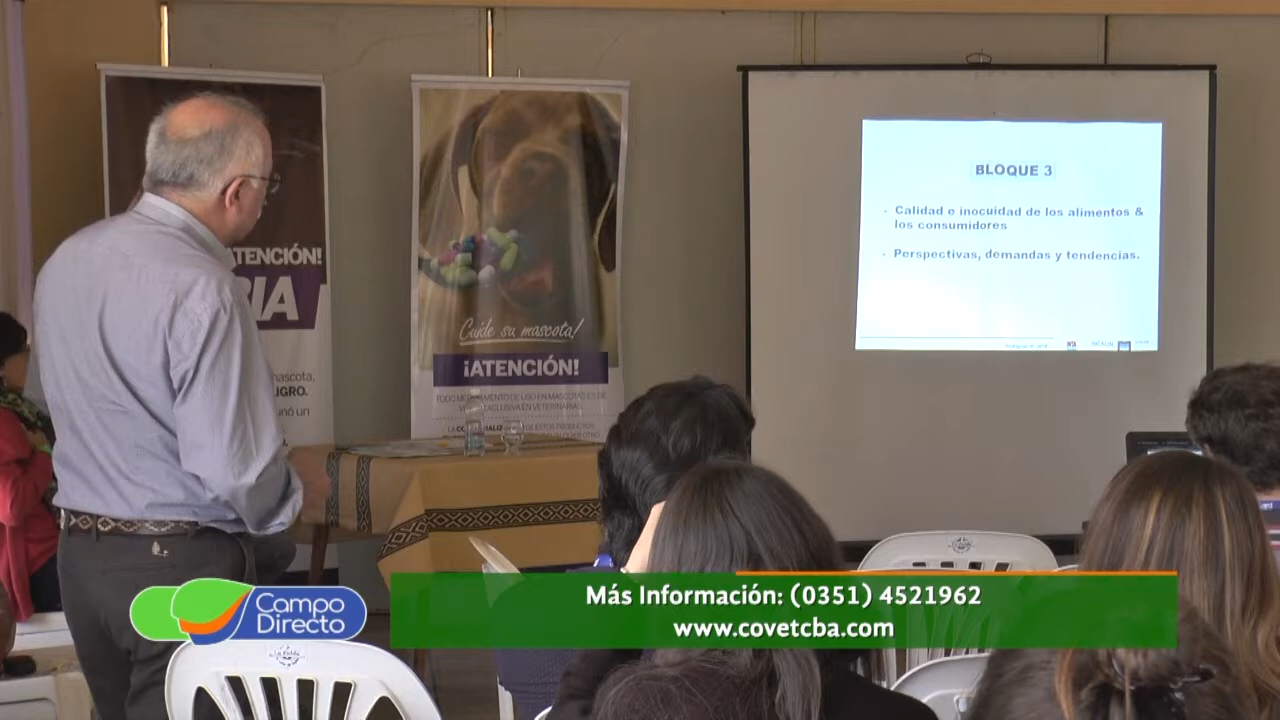 ¡ATENCIÓN!
RIA
mascota,
IGRO.
Cuide su mascota!
¡ATENCIÓN!
BLOQUE 3
- Calidad e inocuidad de los alimentos &
los consumidores
- Perspectivas, demandas y tendencias.
Campo
Directo
Más Información: (0351) 4521962
www.covetcba.com